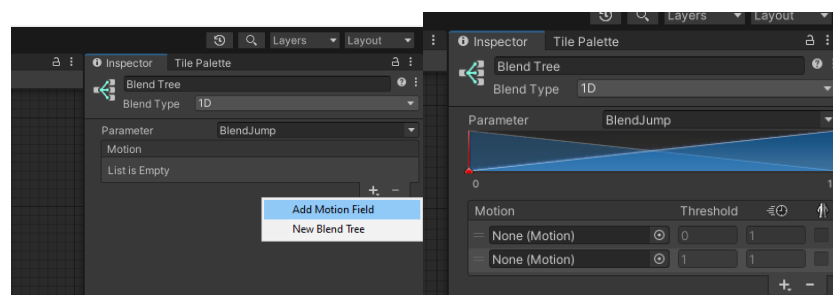 Layers Layout
Inspector Tile Palette
Blend Tree
Blend Type 1D
Parameter BlendJump
Motion
List is Empty
+ -
Add Motion Field
New Blend Tree
Layers Layout
Inspector Tile Palette
Blend Tree
Blend Type 1D
Parameter BlendJump
0 1
Motion Threshold
None (Motion) 0 1
None (Motion) 1 1
+ -